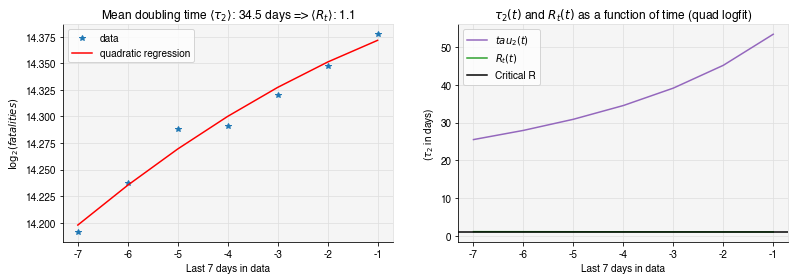 Mean doubling time ⟨τ₂⟩: 34.5 days => ⟨Rₜ⟩: 1.1
data
quadratic regression
log₂(fatalities)
14.375
14.350
14.325
14.300
14.275
14.250
14.225
14.200
-7 -6 -5 -4 -3 -2 -1
Last 7 days in data
τ₂(t) and Rₜ(t) as a function of time (quad logfit)
tau₂(t)
Rₜ(t)
Critical R
(τ₂ in days)
50
40
30
20
10
0
-7 -6 -5 -4 -3 -2 -1
Last 7 days in data